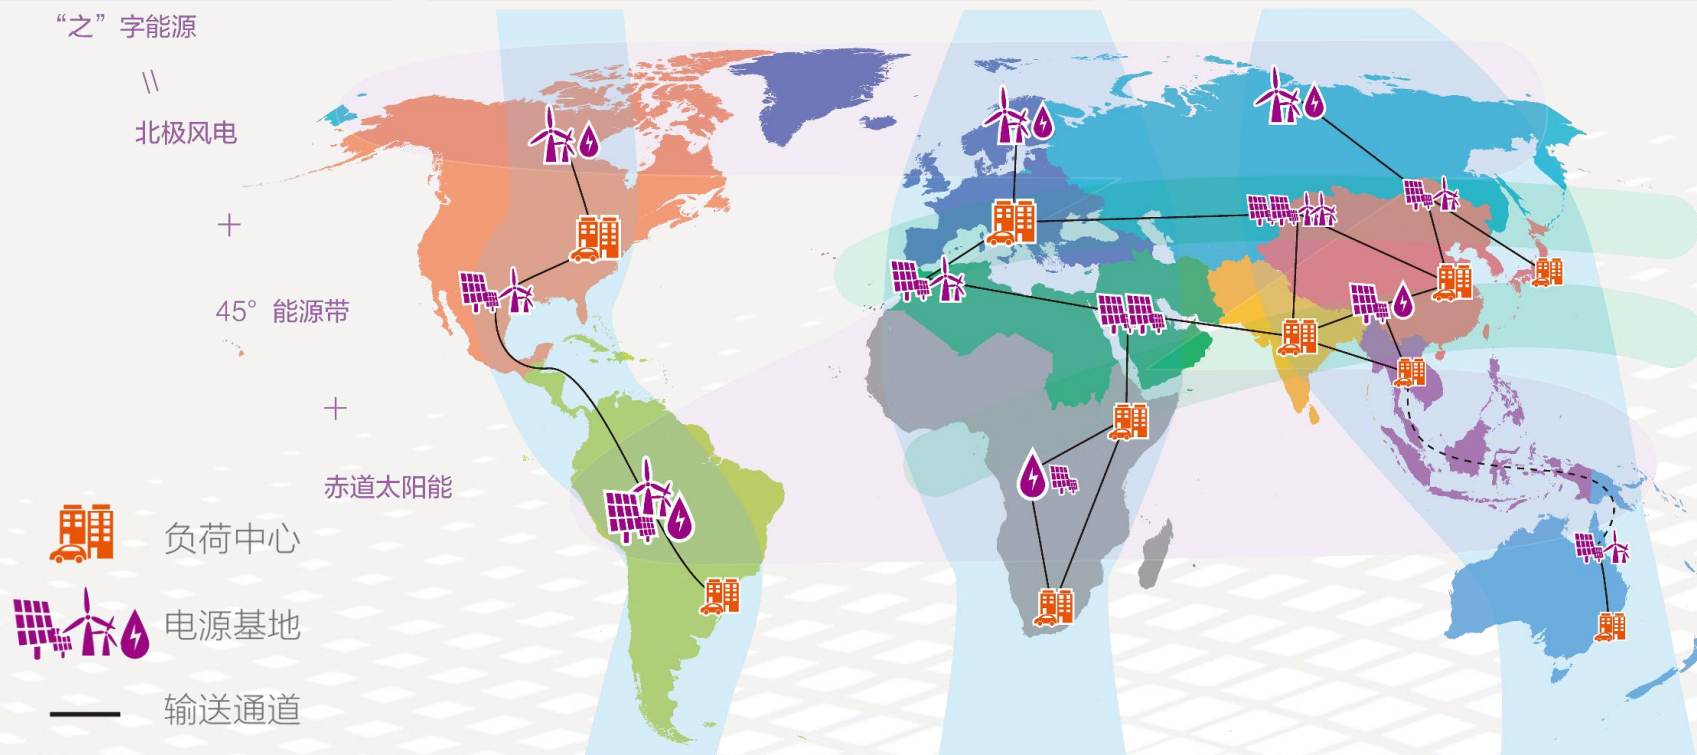 “之”字能源
=
北极风电
+
45° 能源带
+
赤道太阳能
负荷中心
电源基地
输送通道